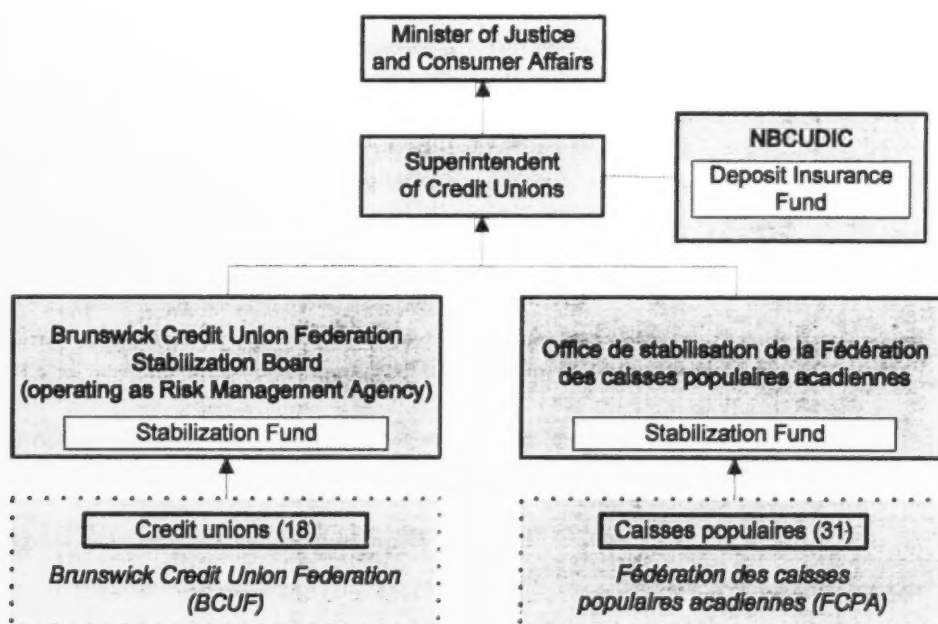 Minister of Justice
and Consumer Affairs
Superintendent
of Credit Unions
NBCUDIC
Deposit Insurance
Fund
Brunswick Credit Union Federation
Stabilization Board
(operating as Risk Management Agency)
Stabilization Fund
Office de stabilisation de la Fédération
des caisses populaires acadiennes
Stabilization Fund
Credit unions (18)
Brunswick Credit Union Federation
(BCUF)
Caisses populaires (31)
Fédération des caisses
populaires acadiennes (FCPA)